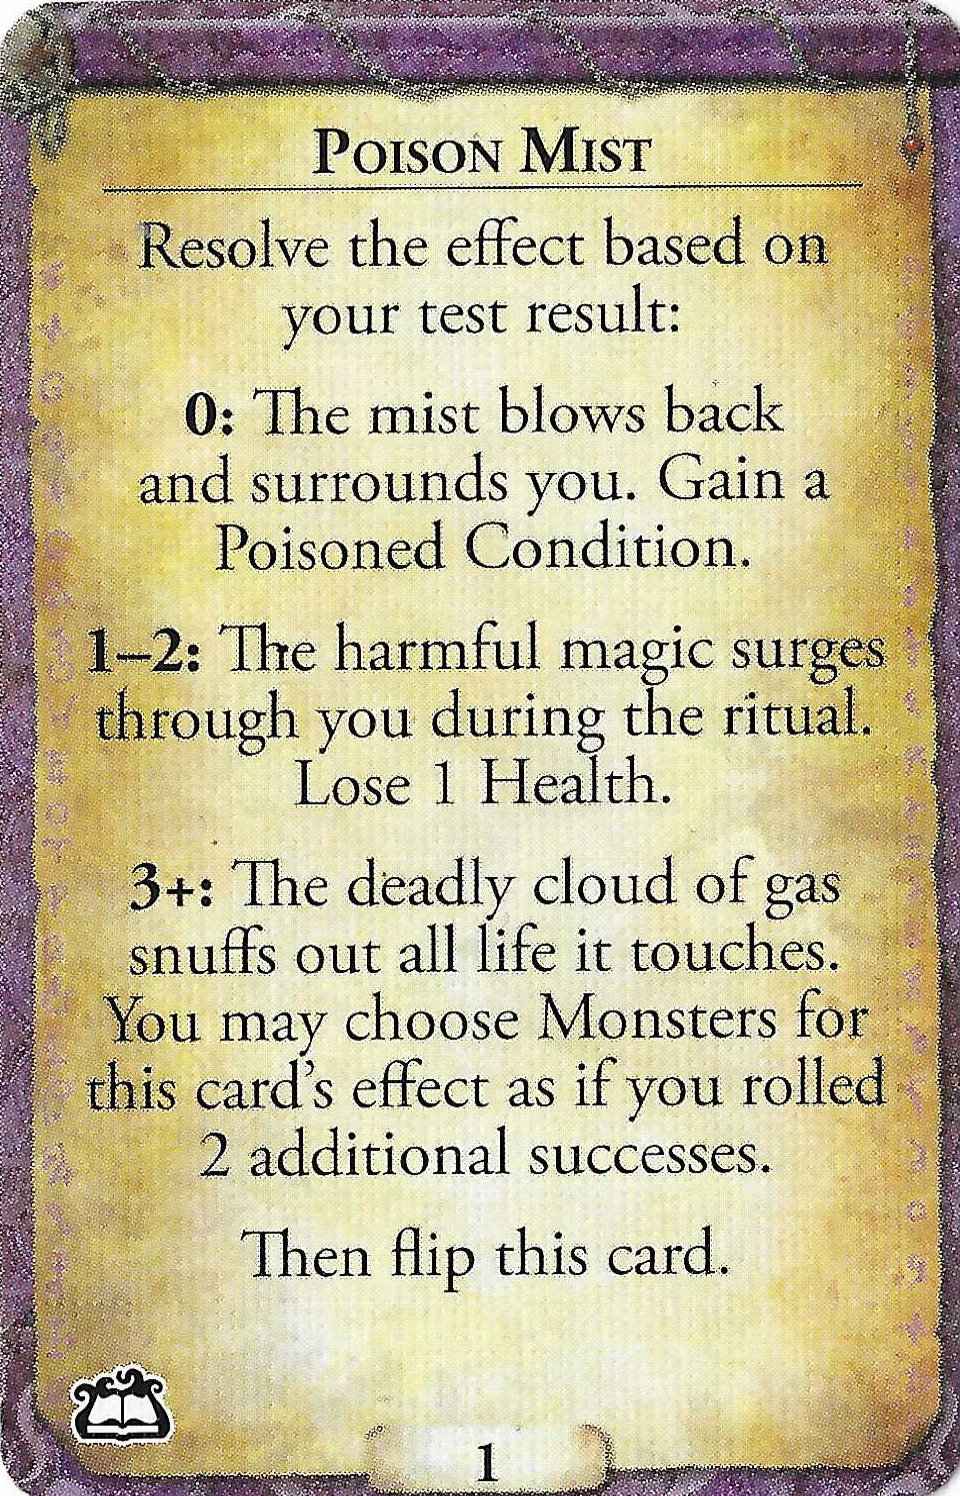 Poison Mist
Resolve the effect based on
your test result:
0: The mist blows back
and surrounds you. Gain a
Poisoned Condition.
1–2: The harmful magic surges
through you during the ritual.
Lose 1 Health.
3+: The deadly cloud of gas
snuffs out all life it touches.
You may choose Monsters for
this card's effect as if you rolled
2 additional successes.
Then flip this card.
1